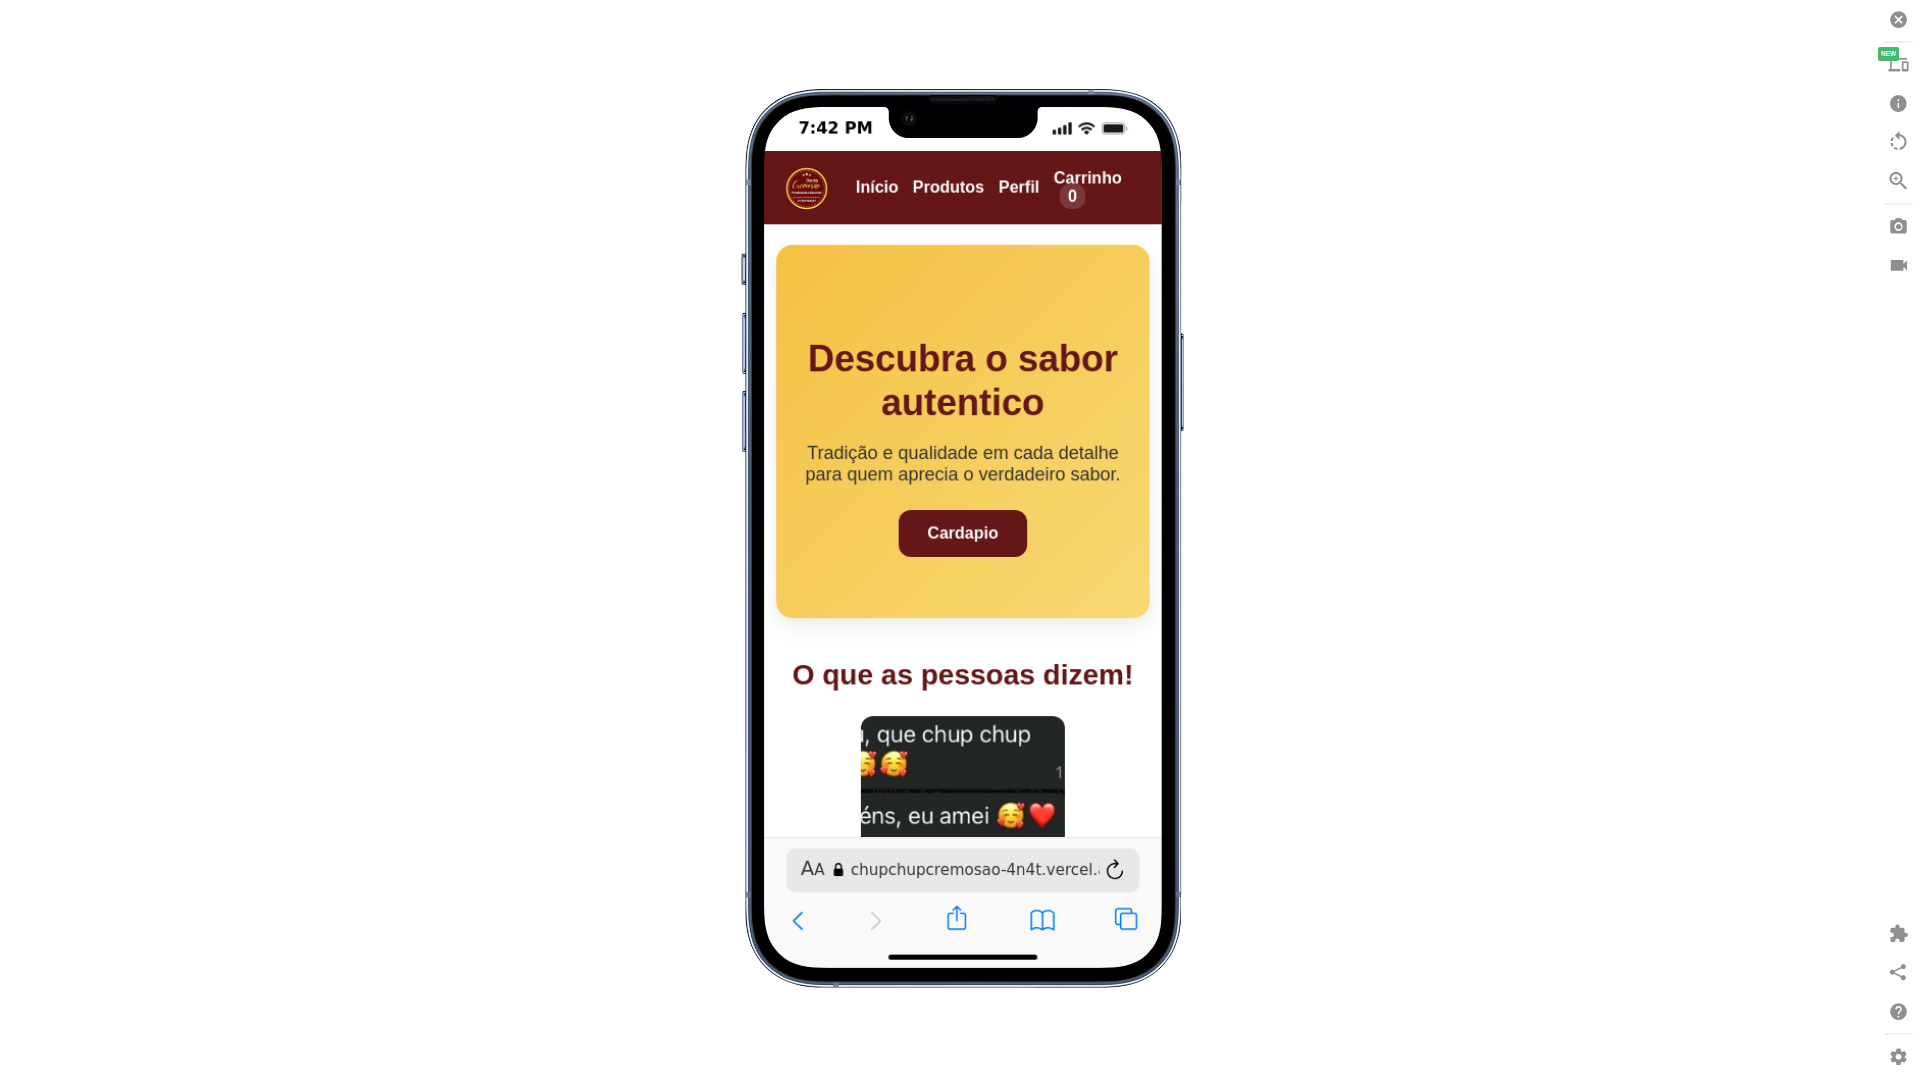 NEW
7:42 PM
Cremosão
Início Produtos Perfil Carrinho
0
Descubra o sabor
autentico
Tradição e qualidade em cada detalhe
para quem aprecia o verdadeiro sabor.
Cardapio
O que as pessoas dizem!
, que chup chup
1
éns, eu amei 🥰❤️
AA chupchupcremosao-4n4t.vercel.